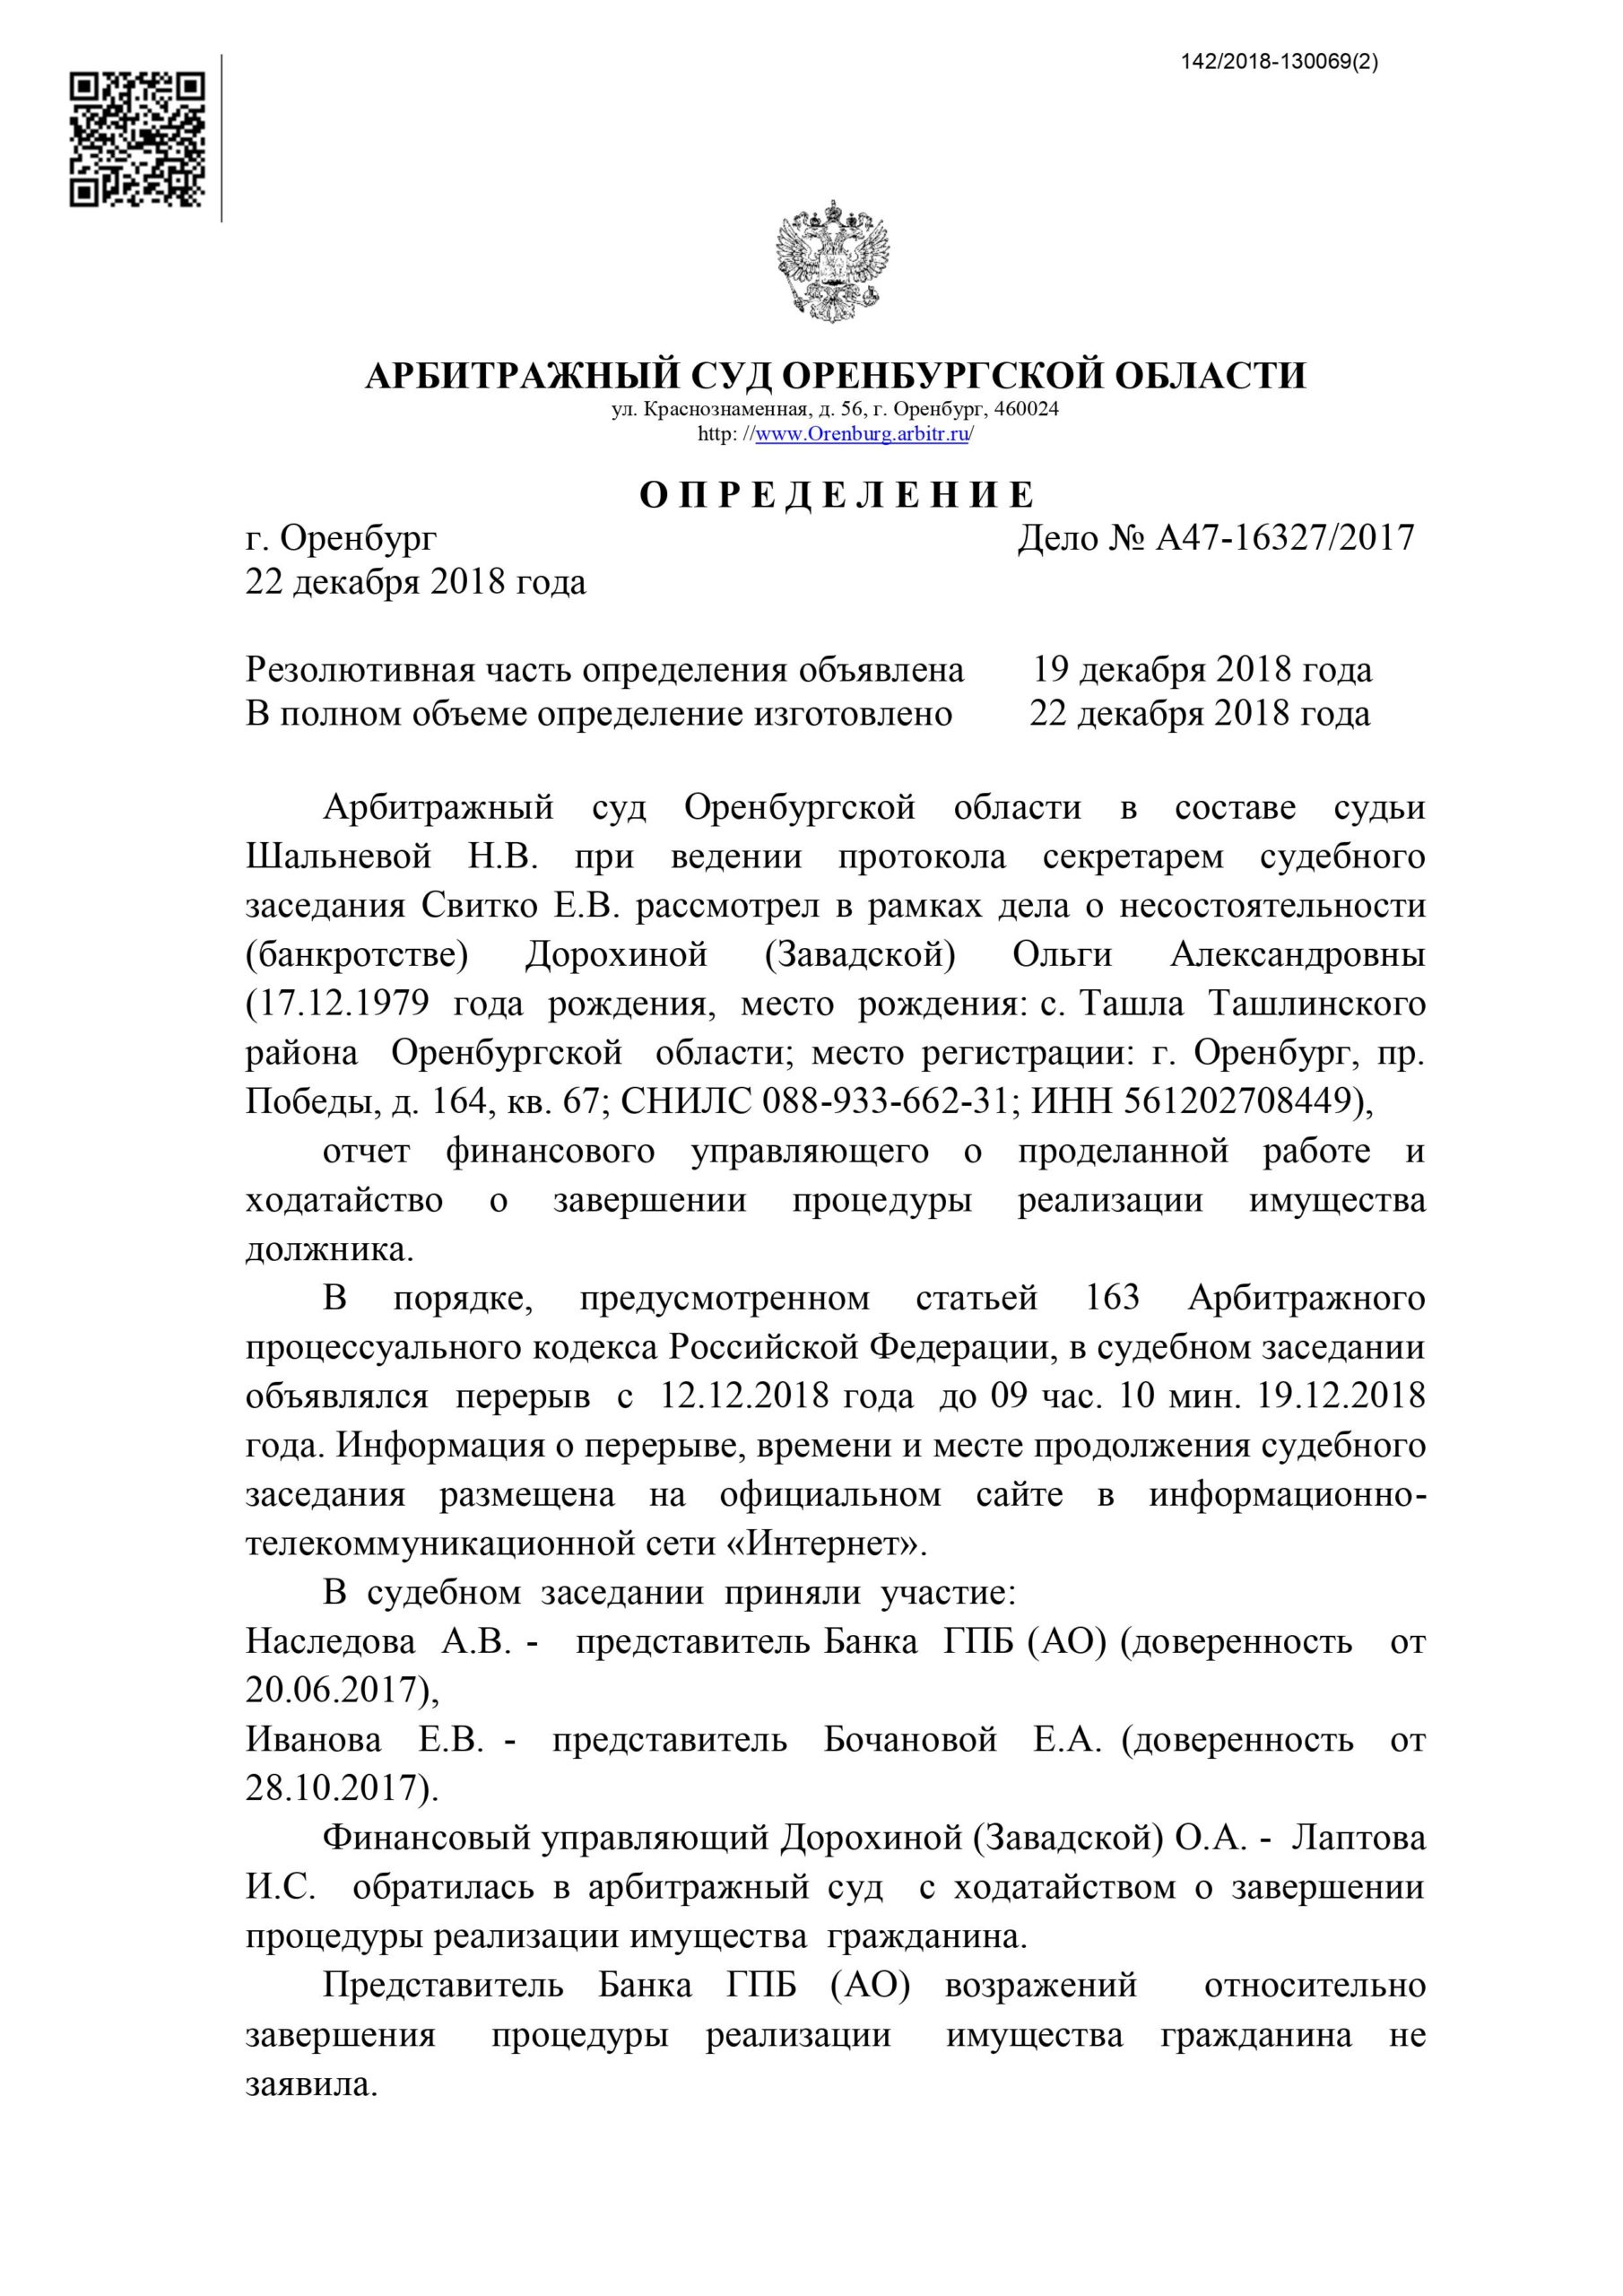 142/2018-130069(2)
АРБИТРАЖНЫЙ СУД ОРЕНБУРГСКОЙ ОБЛАСТИ
ул. Краснознаменная, д. 56, г. Оренбург, 460024
http: //www.Orenburg.arbitr.ru/
О П Р Е Д Е Л Е Н И Е
г. Оренбург Дело № А47-16327/2017
22 декабря 2018 года
Резолютивная часть определения объявлена 19 декабря 2018 года
В полном объеме определение изготовлено 22 декабря 2018 года
Арбитражный суд Оренбургской области в составе судьи
Шальневой Н.В. при ведении протокола секретарем судебного
заседания Свитко Е.В. рассмотрел в рамках дела о несостоятельности
(банкротстве) Дорохиной (Завадской) Ольги Александровны
(17.12.1979 года рождения, место рождения: с. Ташла Ташлинского
района Оренбургской области; место регистрации: г. Оренбург, пр.
Победы, д. 164, кв. 67; СНИЛС 088-933-662-31; ИНН 561202708449),
отчет финансового управляющего о проделанной работе и
ходатайство о завершении процедуры реализации имущества
должника.
В порядке, предусмотренном статьей 163 Арбитражного
процессуального кодекса Российской Федерации, в судебном заседании
объявлялся перерыв с 12.12.2018 года до 09 час. 10 мин. 19.12.2018
года. Информация о перерыве, времени и месте продолжения судебного
заседания размещена на официальном сайте в информационно-
телекоммуникационной сети «Интернет».
В судебном заседании приняли участие:
Наследова А.В. - представитель Банка ГПБ (АО) (доверенность от
20.06.2017),
Иванова Е.В. - представитель Бочановой Е.А. (доверенность от
28.10.2017).
Финансовый управляющий Дорохиной (Завадской) О.А. - Лаптова
И.С. обратилась в арбитражный суд с ходатайством о завершении
процедуры реализации имущества гражданина.
Представитель Банка ГПБ (АО) возражений относительно
завершения процедуры реализации имущества гражданина не
заявила.